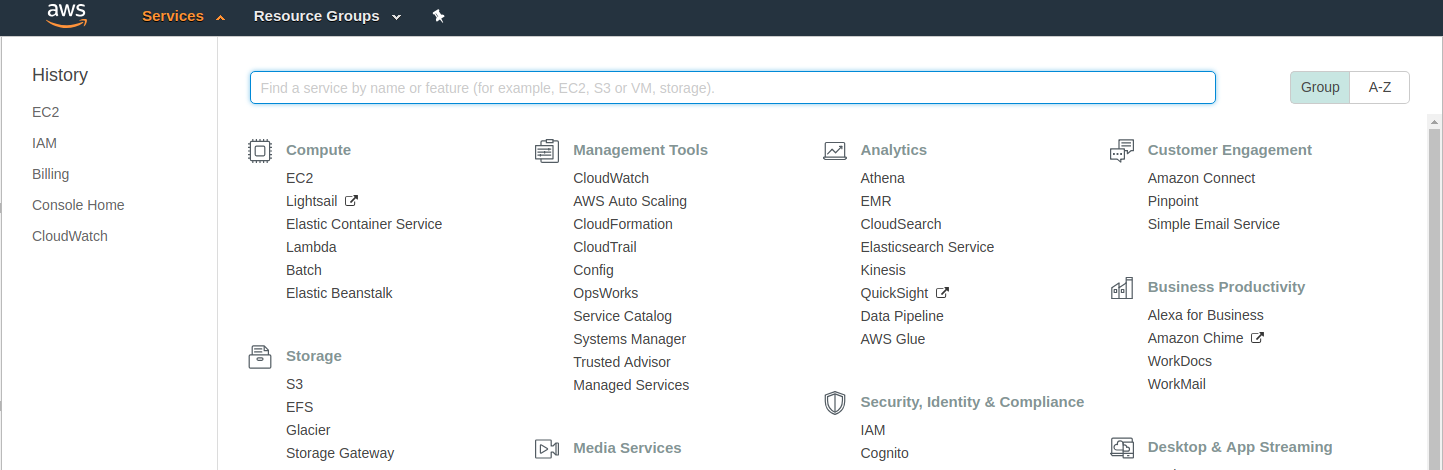 aws Services Resource Groups
History
EC2
IAM
Billing
Console Home
CloudWatch
Find a service by name or feature (for example, EC2, S3 or VM, storage).
Group A-Z
Compute
EC2
Lightsail
Elastic Container Service
Lambda
Batch
Elastic Beanstalk
Storage
S3
EFS
Glacier
Storage Gateway
Management Tools
CloudWatch
AWS Auto Scaling
CloudFormation
CloudTrail
Config
OpsWorks
Service Catalog
Systems Manager
Trusted Advisor
Managed Services
Media Services
Analytics
Athena
EMR
CloudSearch
Elasticsearch Service
Kinesis
QuickSight
Data Pipeline
AWS Glue
Security, Identity & Compliance
IAM
Cognito
Customer Engagement
Amazon Connect
Pinpoint
Simple Email Service
Business Productivity
Alexa for Business
Amazon Chime
WorkDocs
WorkMail
Desktop & App Streaming